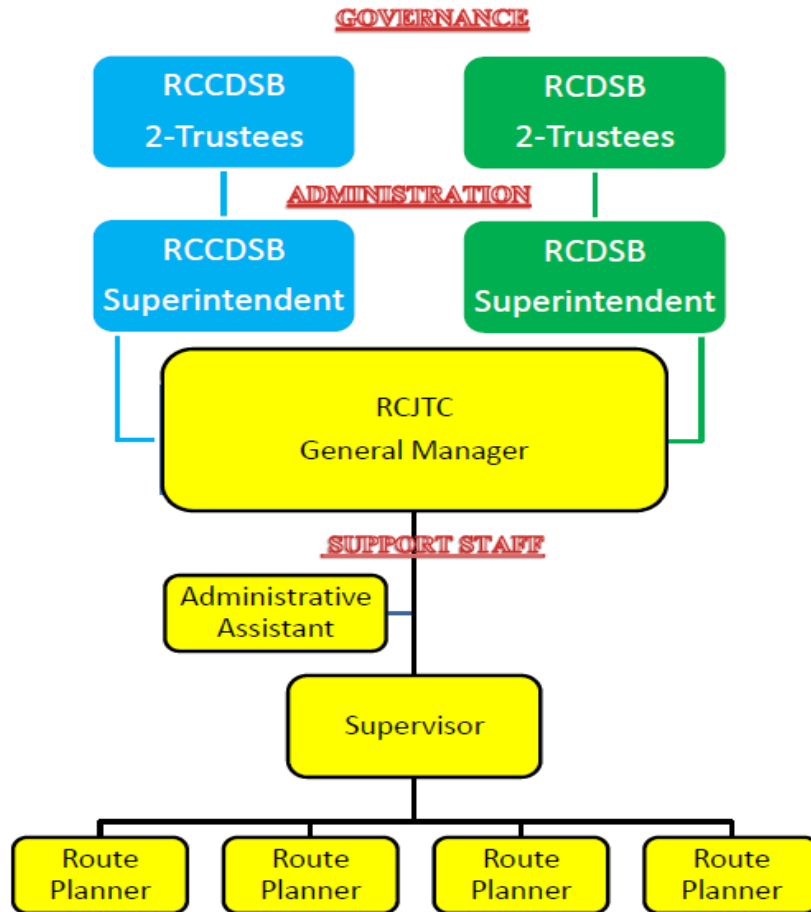 GOVERNANCE
RCCDSB
2-Trustees
RCDSB
2-Trustees
ADMINISTRATION
RCCDSB
Superintendent
RCDSB
Superintendent
RCJTC
General Manager
SUPPORT STAFF
Administrative
Assistant
Supervisor
Route
Planner
Route
Planner
Route
Planner
Route
Planner